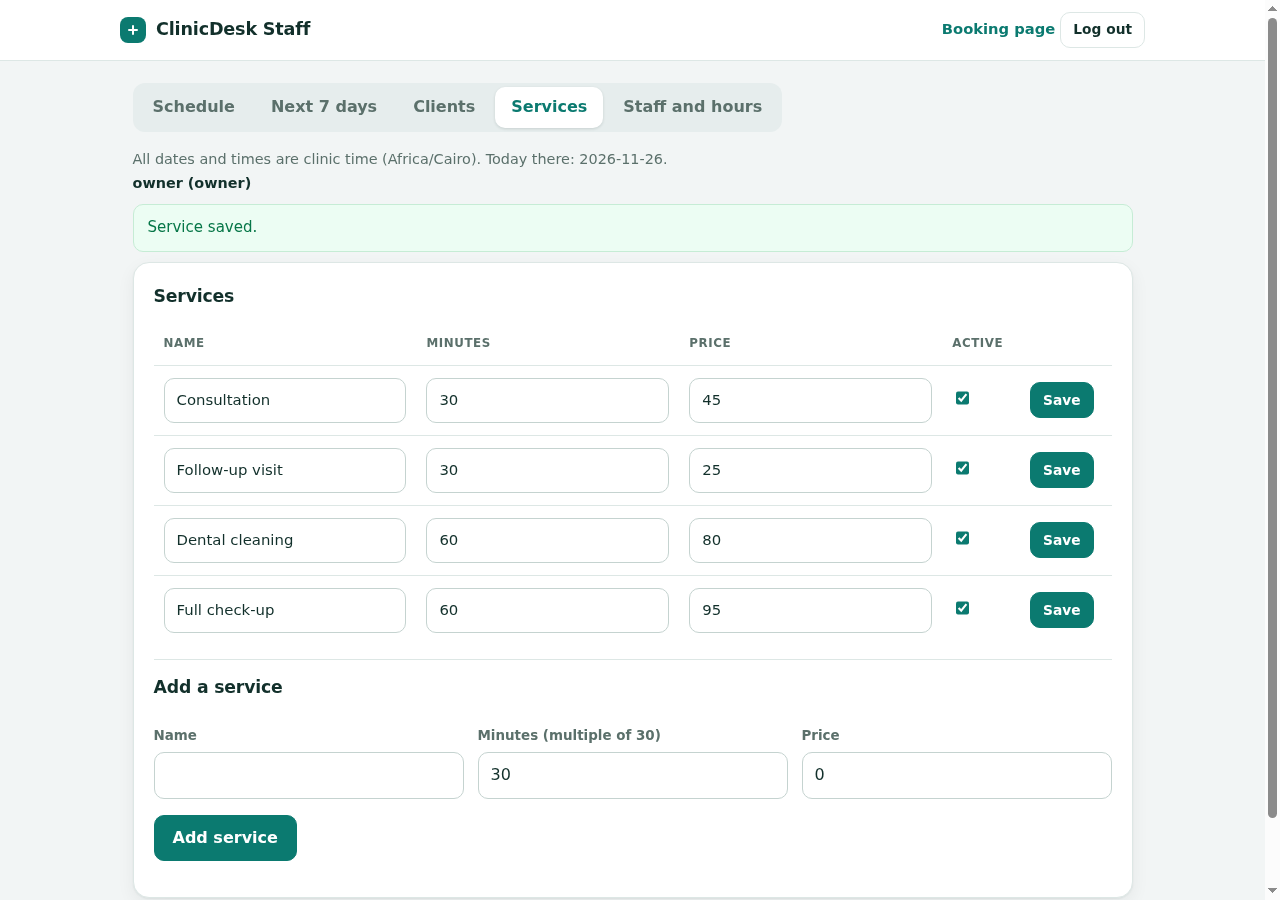 + ClinicDesk Staff
Booking page
Log out
Schedule Next 7 days Clients Services Staff and hours
All dates and times are clinic time (Africa/Cairo). Today there: 2026-11-26.
owner (owner)
Service saved.
Services
NAME MINUTES PRICE ACTIVE
Consultation 30 45 Save
Follow-up visit 30 25 Save
Dental cleaning 60 80 Save
Full check-up 60 95 Save
Add a service
Name Minutes (multiple of 30) Price
30 0
Add service